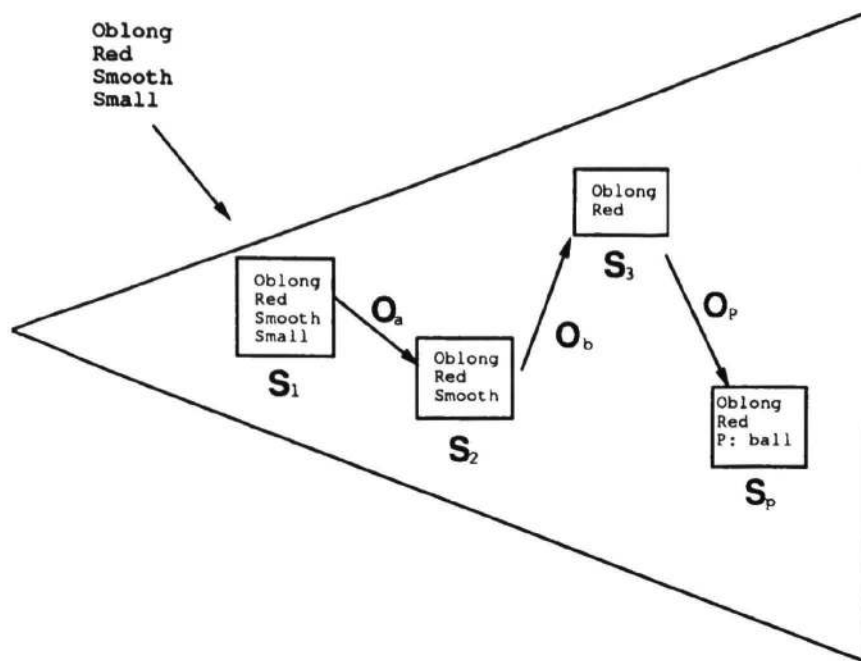 Oblong
Red
Smooth
Small
Oblong
Red
Smooth
Small
S1
Oa
Oblong
Red
Smooth
S2
Ob
Oblong
Red
S3
OP
Oblong
Red
P: ball
Sp